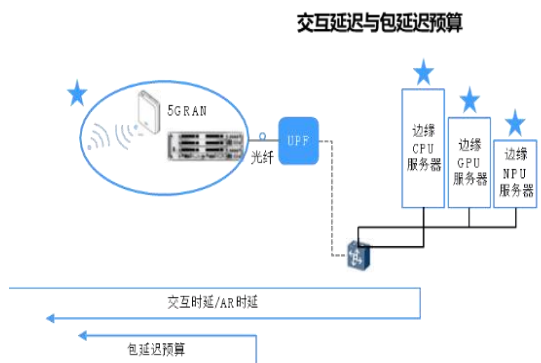 交互延迟与包延迟预算
5GRAN
光纤
UPF
边缘
CPU
服务器
边缘
GPU
服务器
边缘
NPU
服务器
交互时延/AR时延
包延迟预算